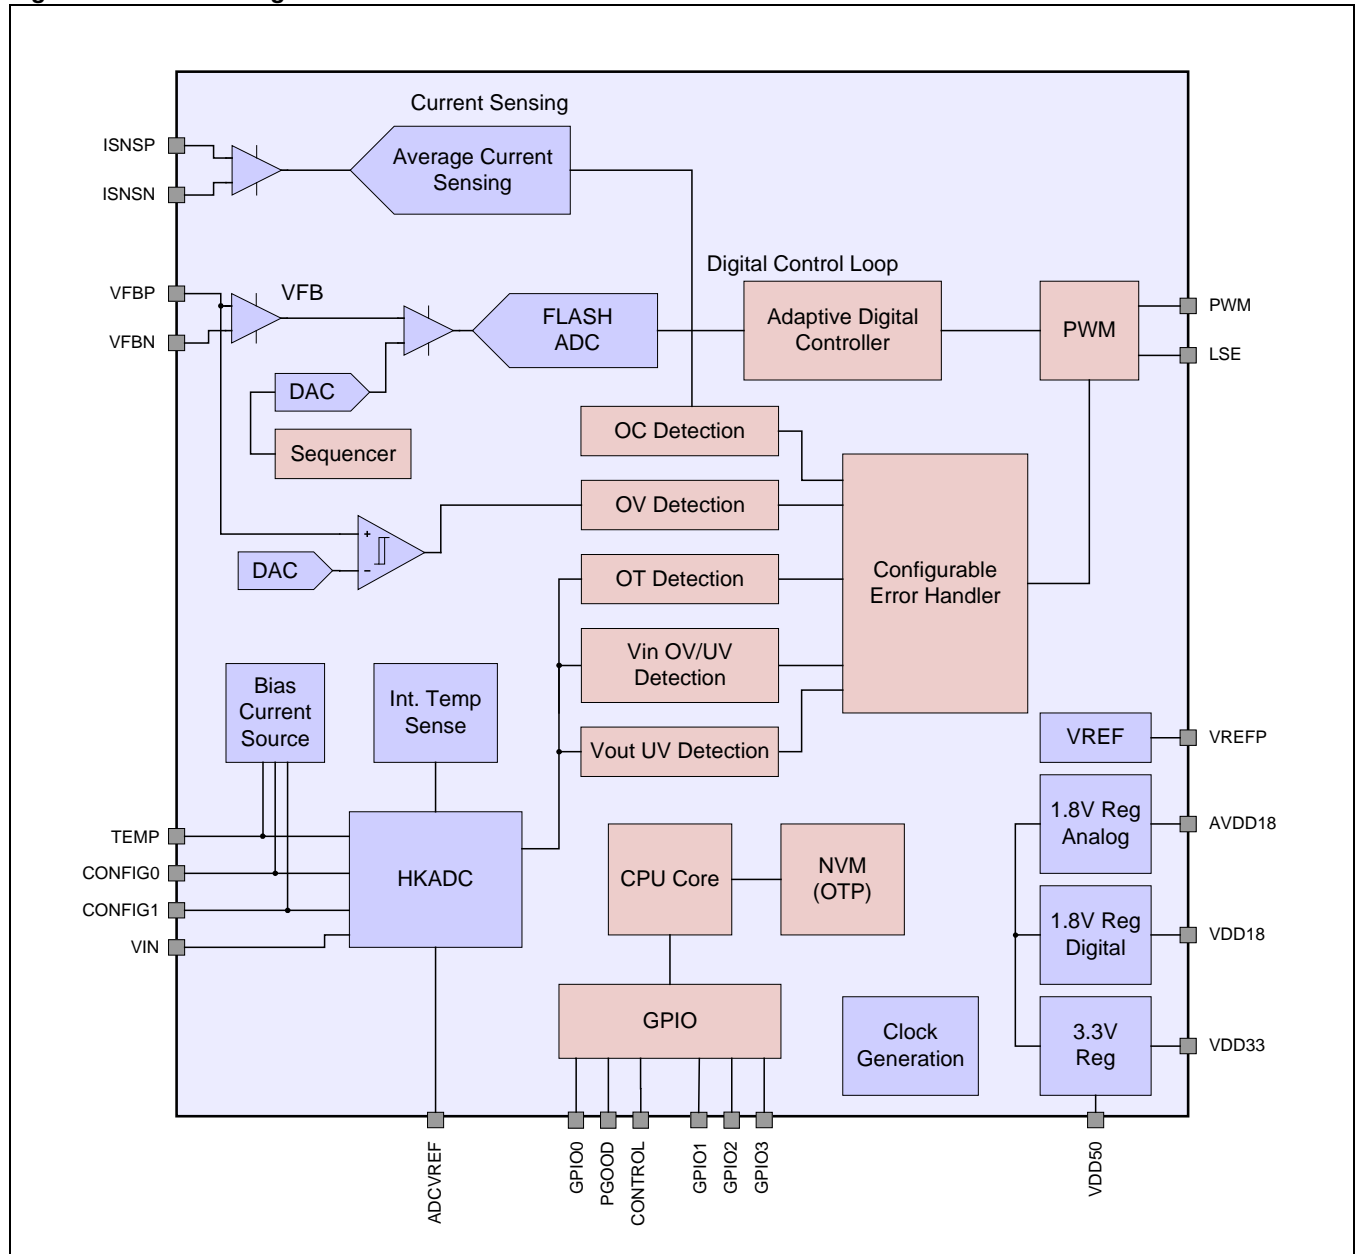 Current Sensing
ISNSP
Average Current
Sensing
ISNSN
Digital Control Loop
VFBP
VFB
FLASH
ADC
Adaptive Digital
Controller
PWM
PWM
VFBN
LSE
DAC
OC Detection
Sequencer
OV Detection
+
-
DAC
OT Detection
Configurable
Error Handler
Vin OV/UV
Detection
Bias
Current
Source
Int. Temp
Sense
Vout UV Detection
VREF
VREFP
TEMP
CONFIG0
CONFIG1
VIN
HKADC
CPU Core
NVM
(OTP)
1.8V Reg
Analog
AVDD18
1.8V Reg
Digital
VDD18
GPIO
Clock
Generation
3.3V
Reg
VDD33
ADCVREF
GPIO0
PGOOD
CONTROL
GPIO1
GPIO2
GPIO3
VDD50